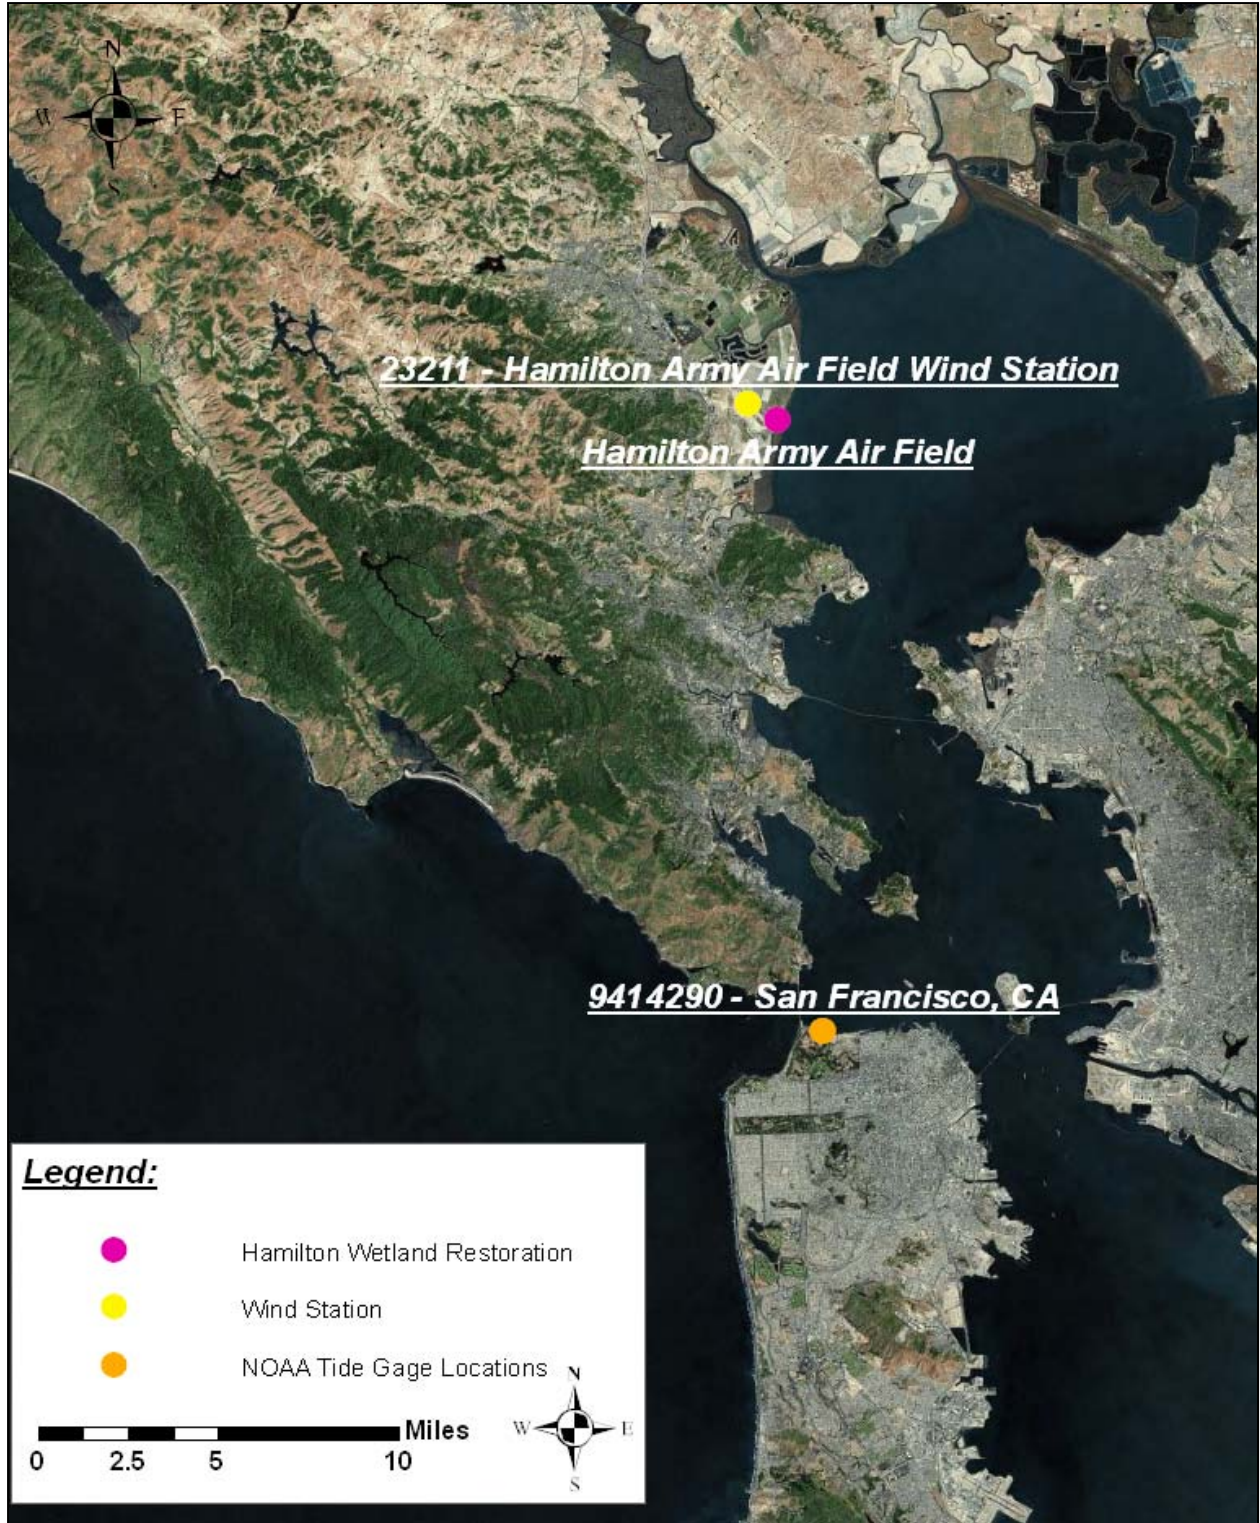 N
W E
S
23211 - Hamilton Army Air Field Wind Station
Hamilton Army Air Field
9414290 - San Francisco, CA
Legend:
Hamilton Wetland Restoration
Wind Station
NOAA Tide Gage Locations
Miles
0 2.5 5 10
N
W E
S